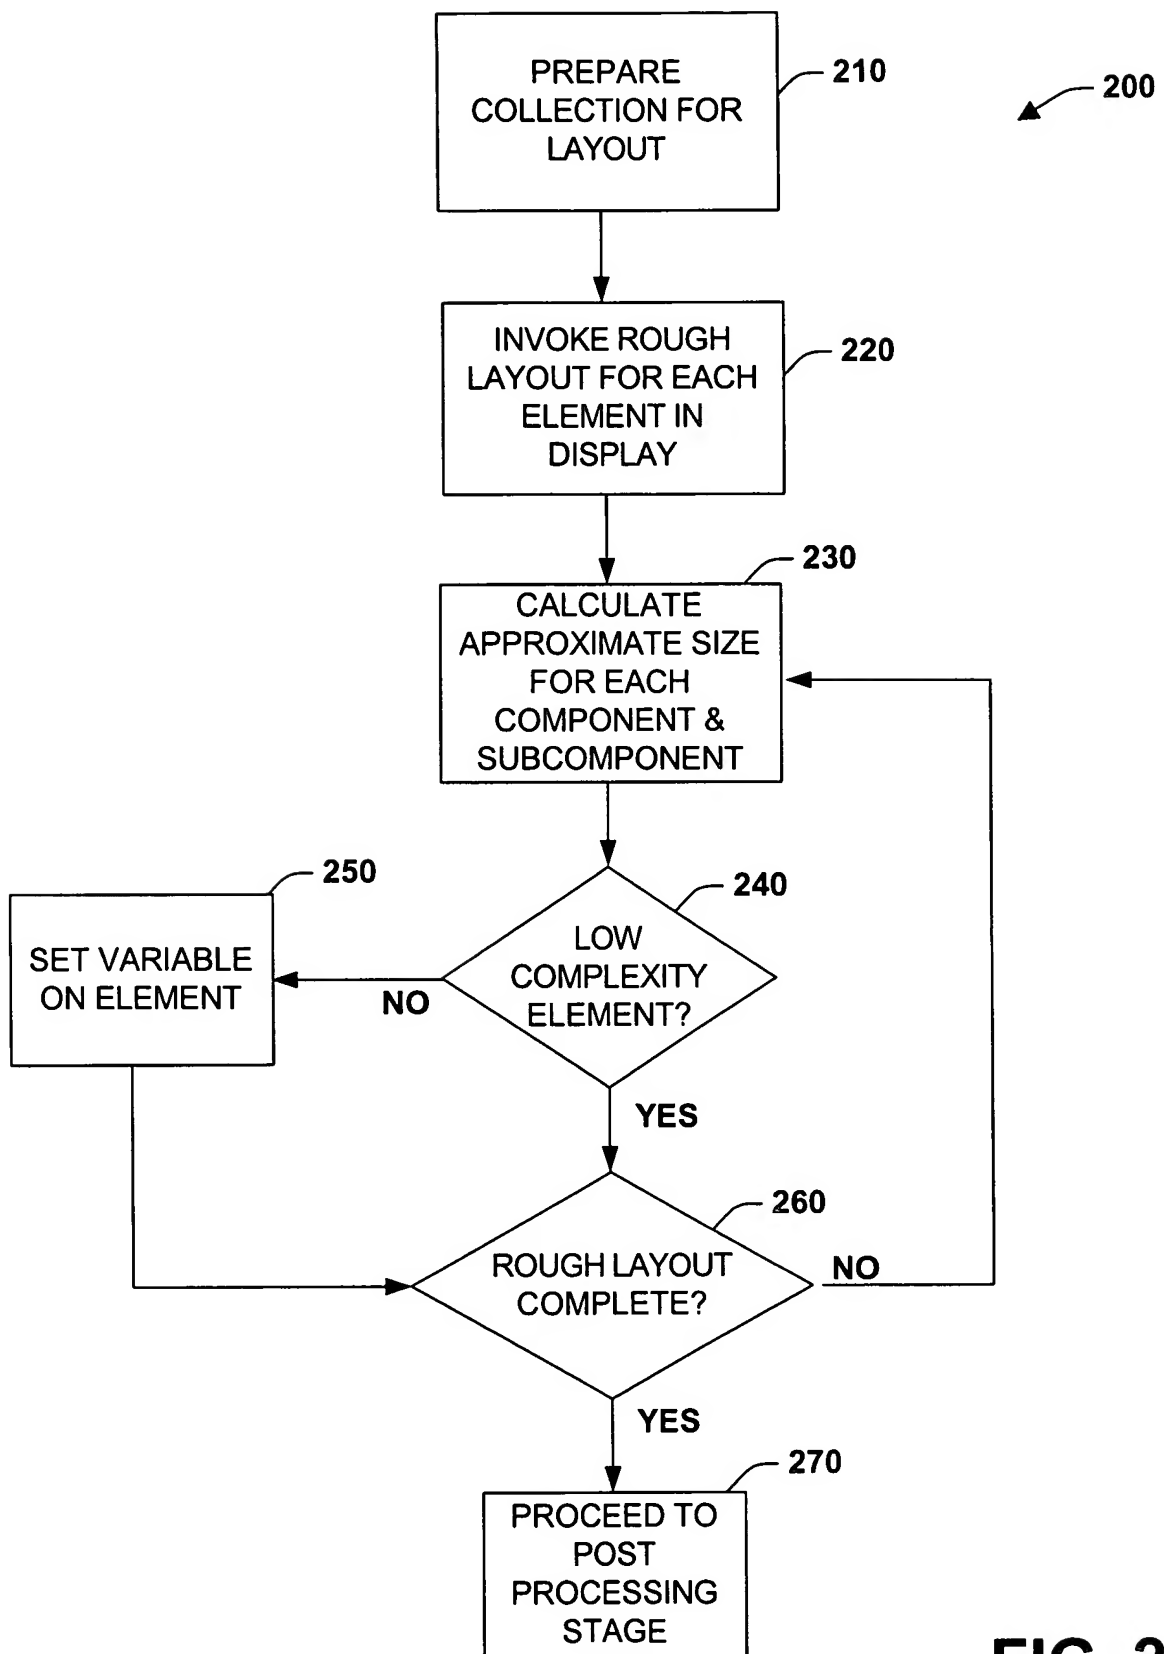 PREPARE
COLLECTION FOR
LAYOUT
210
200
INVOKE ROUGH
LAYOUT FOR EACH
ELEMENT IN
DISPLAY
220
230
CALCULATE
APPROXIMATE SIZE
FOR EACH
COMPONENT &
SUBCOMPONENT
250
240
SET VARIABLE
ON ELEMENT
LOW
COMPLEXITY
ELEMENT?
NO
YES
260
ROUGH LAYOUT
COMPLETE?
NO
YES
270
PROCEED TO
POST
PROCESSING
STAGE
FIG.